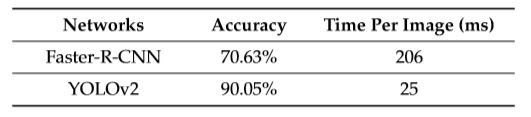 Networks Accuracy Time Per Image (ms)
Faster-R-CNN 70.63% 206
YOLOv2 90.05% 25